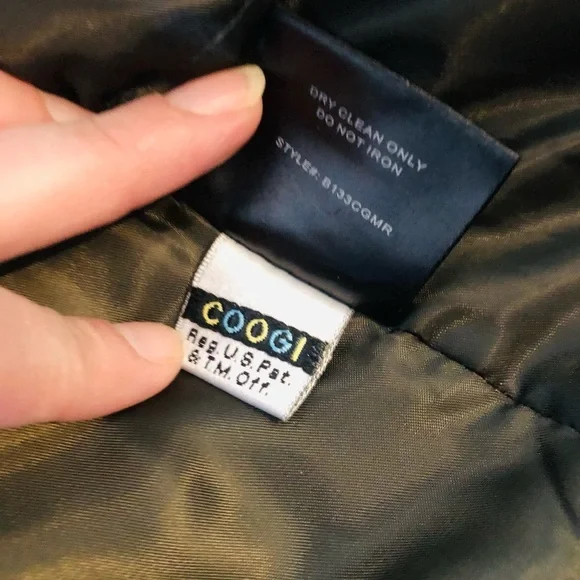 DRY CLEAN ONLY
DO NOT IRON
STYLE#: B133CGMR
COOGI
Reg. U.S. Pat.
& T.M. Off.